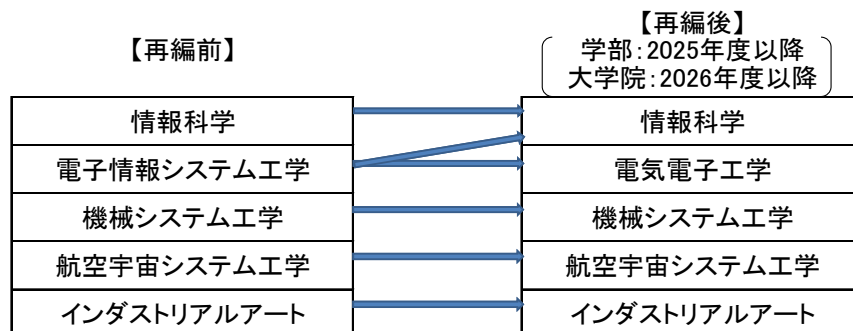 【再編前】
情報科学
電子情報システム工学
機械システム工学
航空宇宙システム工学
インダストリアルアート
【再編後】
学部:2025年度以降
大学院:2026年度以降
情報科学
電気電子工学
機械システム工学
航空宇宙システム工学
インダストリアルアート